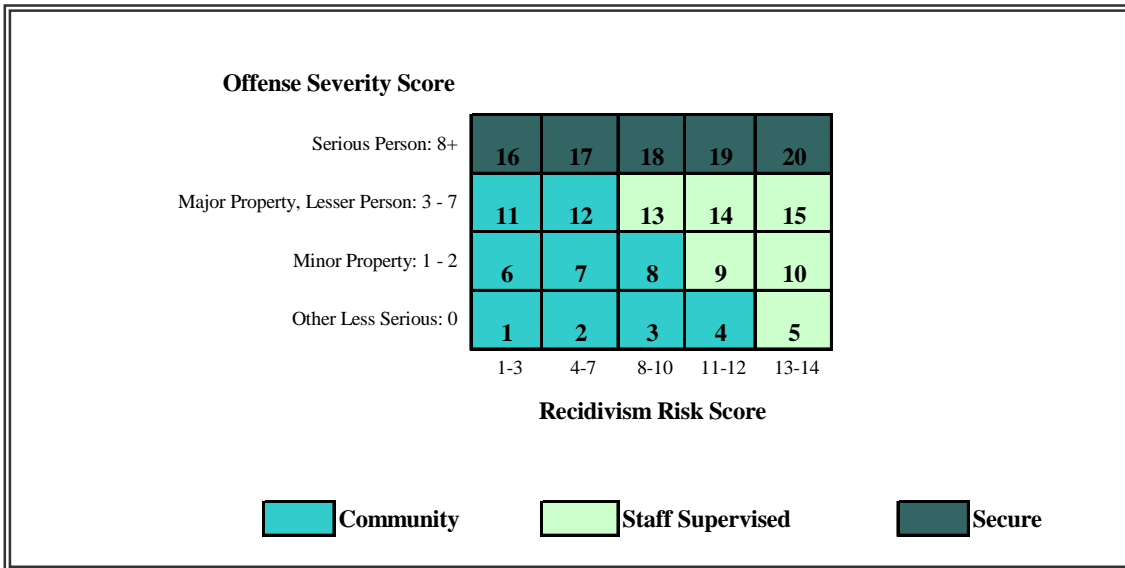 Offense Severity Score
Serious Person: 8+
16 17 18 19 20
Major Property, Lesser Person: 3 - 7
11 12 13 14 15
Minor Property: 1 - 2
6 7 8 9 10
Other Less Serious: 0
1 2 3 4 5
1-3 4-7 8-10 11-12 13-14
Recidivism Risk Score
Community Staff Supervised Secure